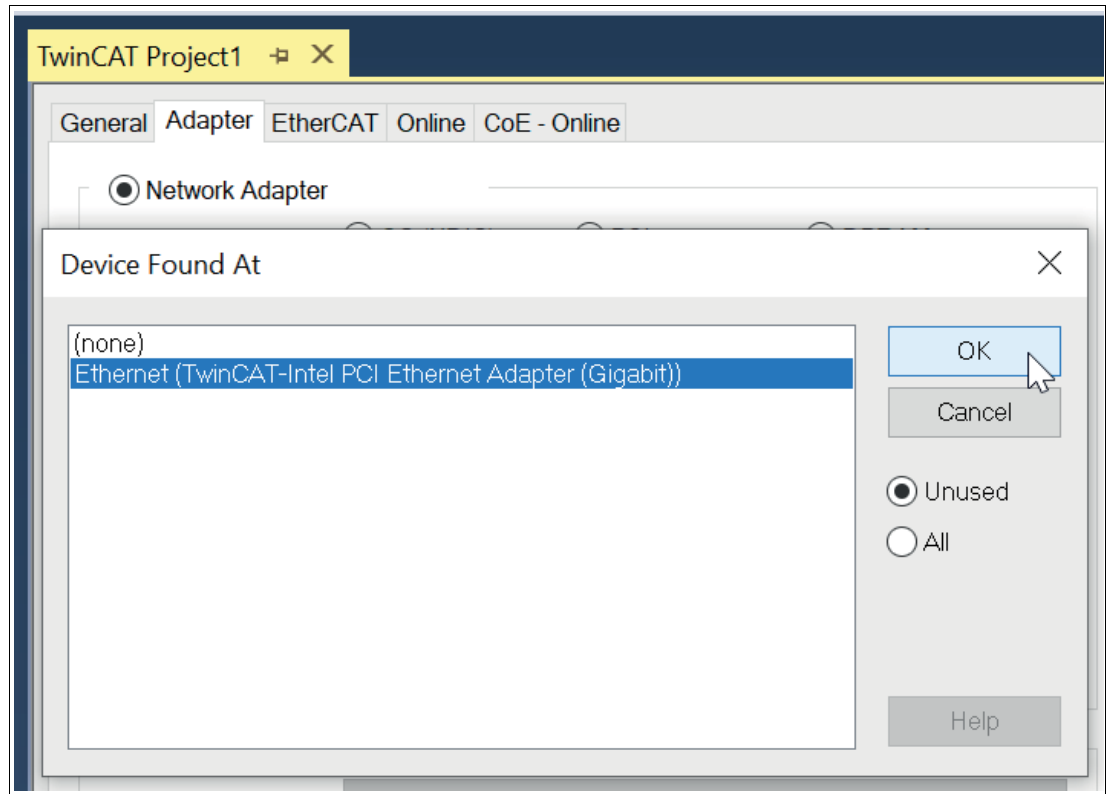 TwinCAT Project1
General Adapter EtherCAT Online CoE - Online
Network Adapter
Device Found At
(none)
Ethernet (TwinCAT-Intel PCI Ethernet Adapter (Gigabit))
OK
Cancel
Unused
All
Help